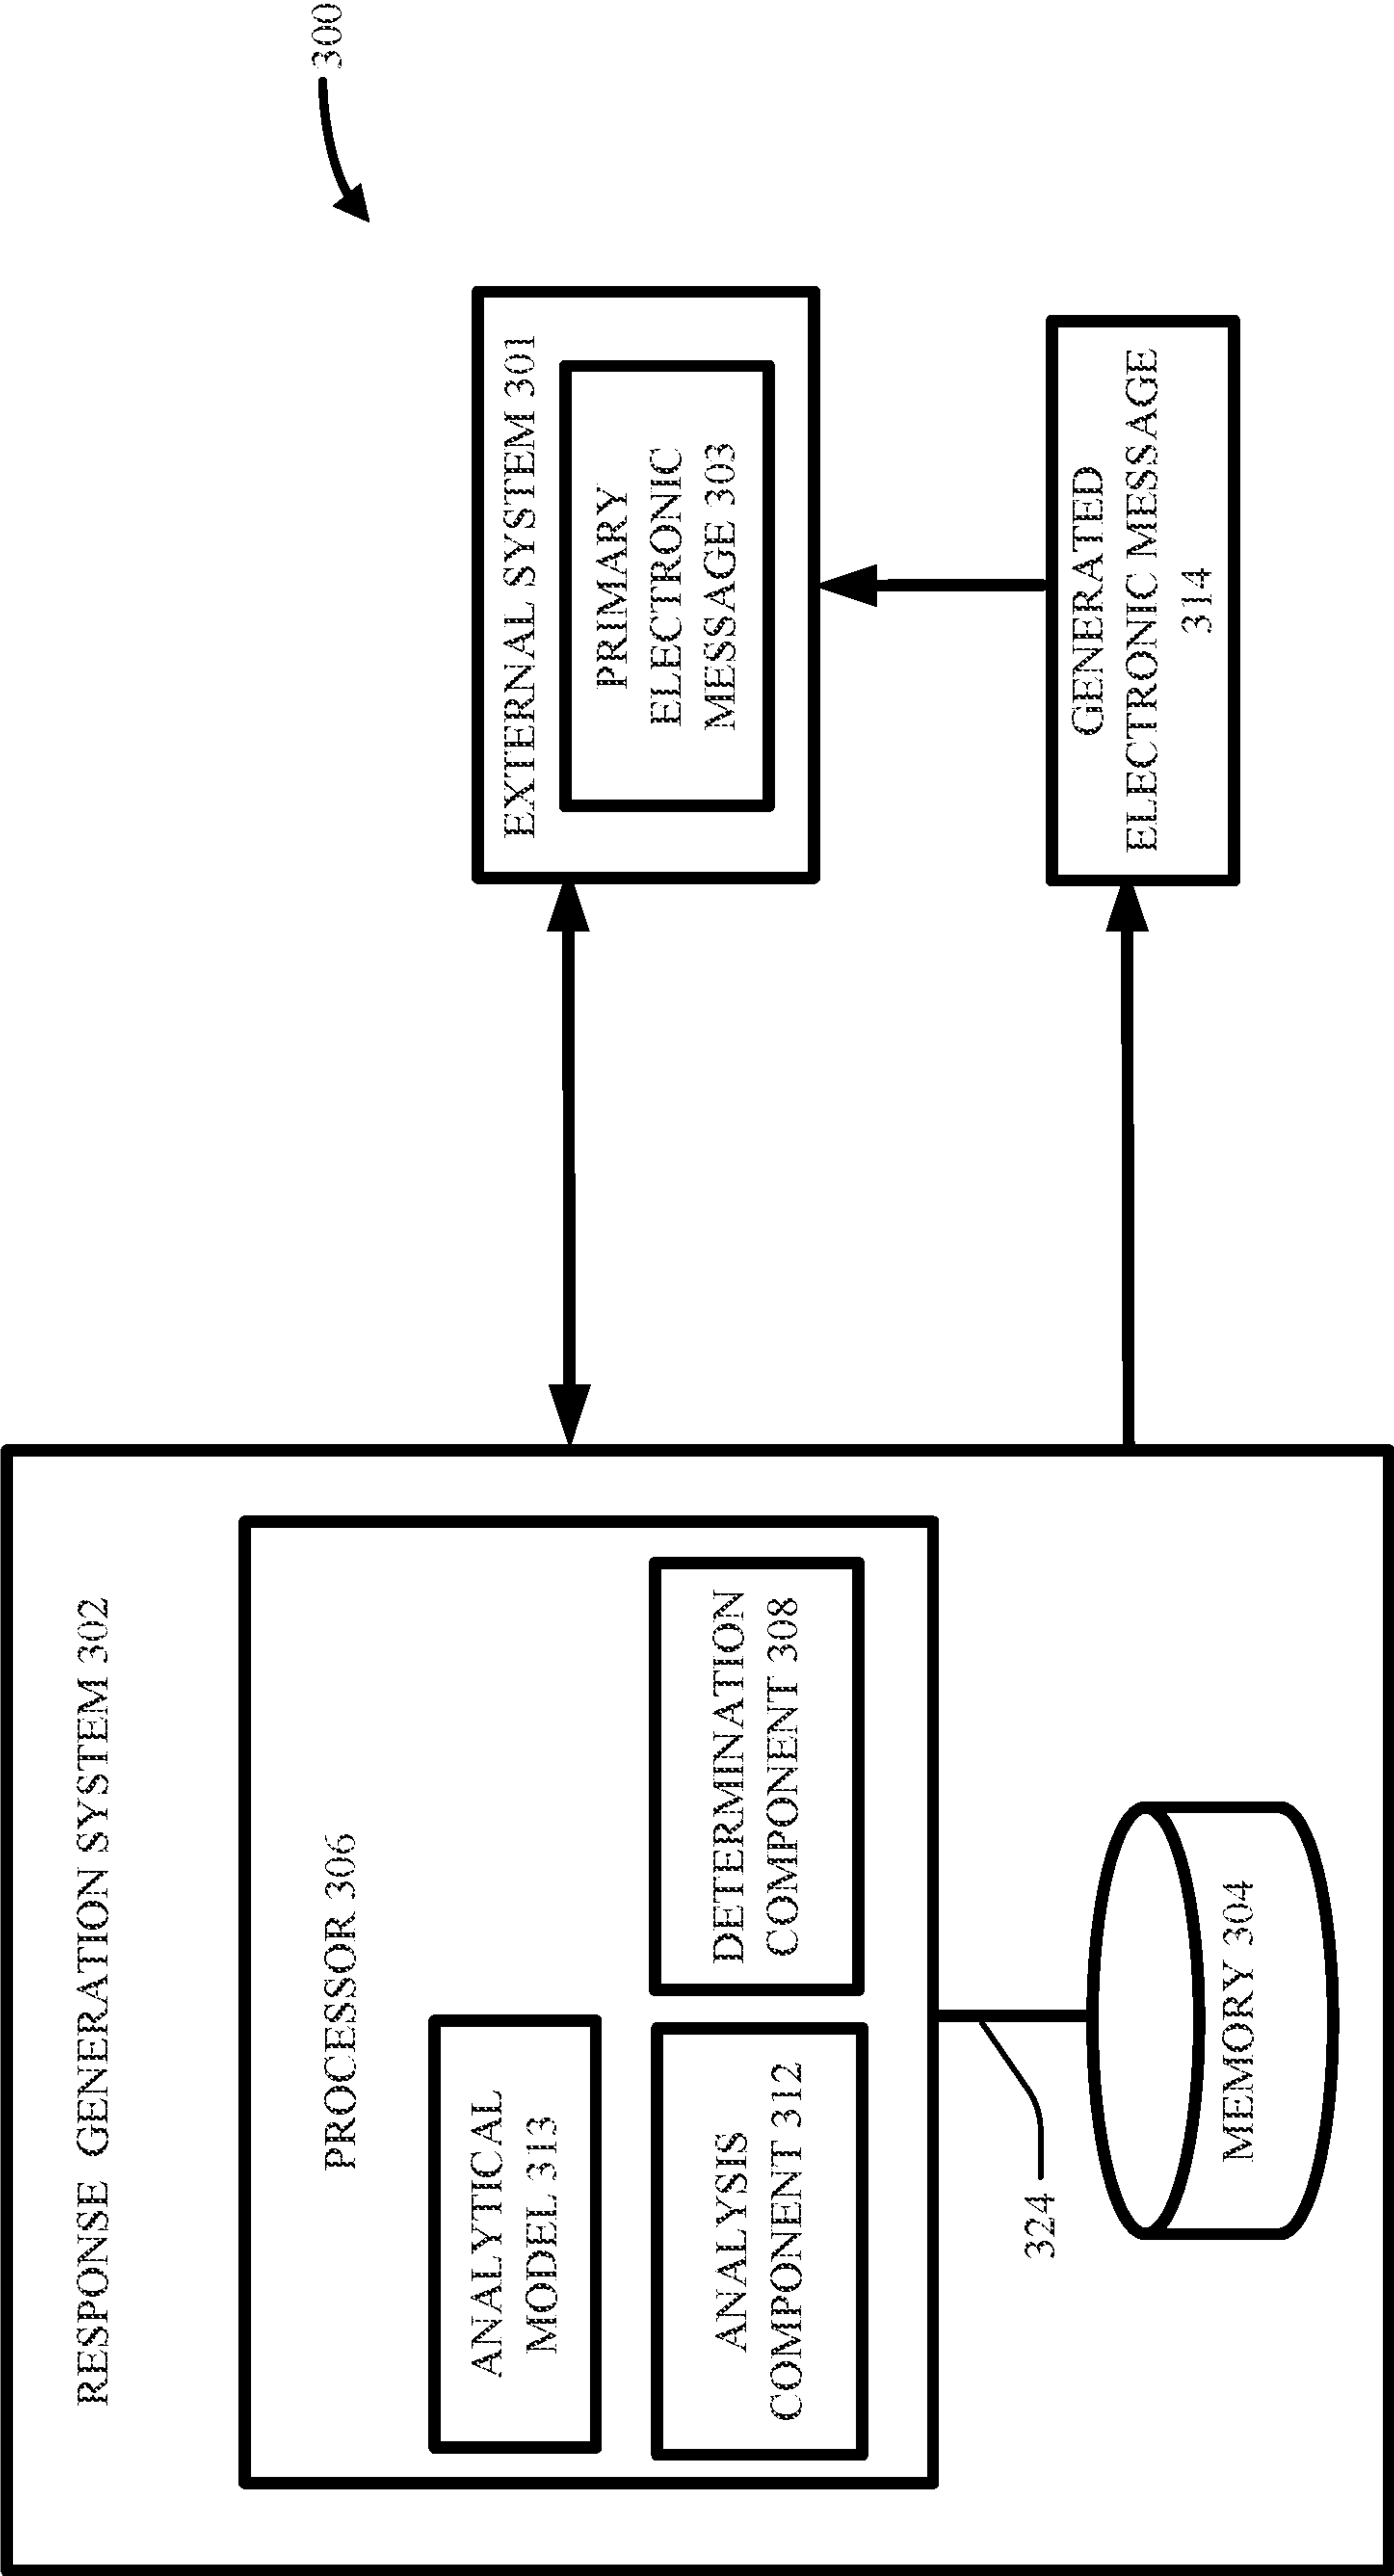 300
RESPONSE GENERATION SYSTEM 302
PROCESSOR 306
ANALYTICAL
MODEL 313
ANALYSIS
COMPONENT 312
DETERMINATION
COMPONENT 308
324
MEMORY 304
EXTERNAL SYSTEM 301
PRIMARY
ELECTRONIC
MESSAGE 303
GENERATED
ELECTRONIC MESSAGE
314